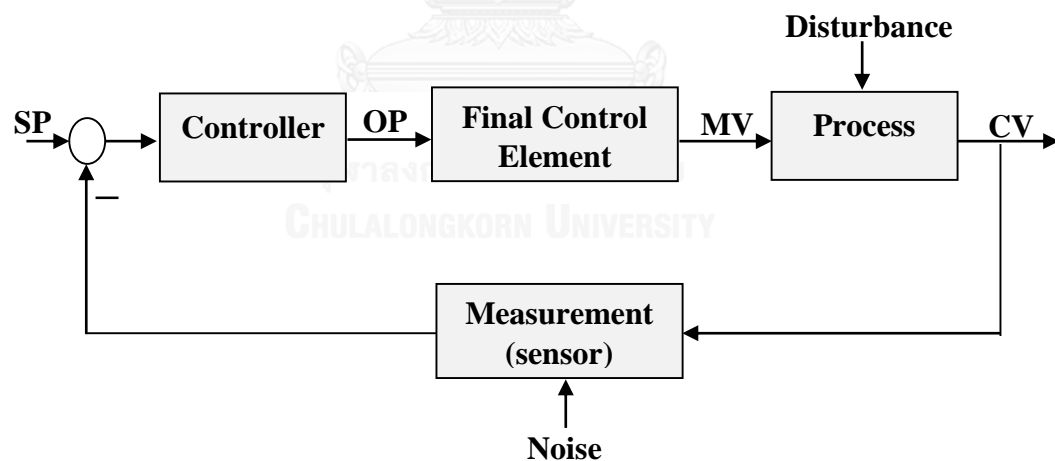 Disturbance
SP
Controller
OP
Final Control
Element
MV
Process
CV
–
CHULALONGKORN UNIVERSITY
Measurement
(sensor)
Noise